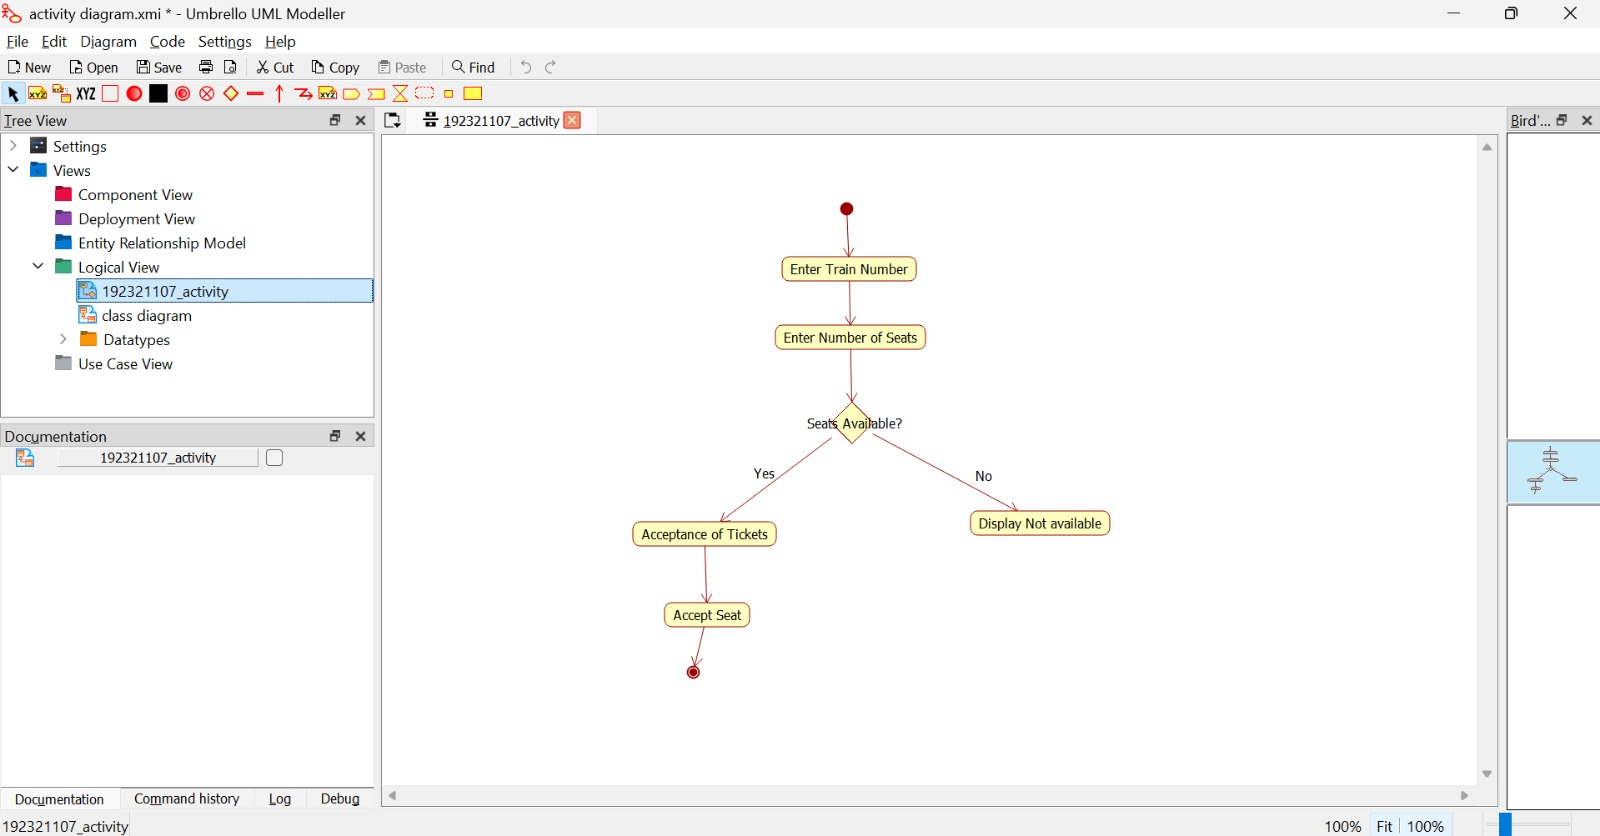 activity diagram.xmi * - Umbrello UML Modeller
File Edit Diagram Code Settings Help
New Open Save Cut Copy Paste Find
XYZ XYZ XYZ XYZ
Tree View
192321107_activity
Bird'...
Settings
Views
Component View
Deployment View
Entity Relationship Model
Logical View
192321107_activity
class diagram
Datatypes
Use Case View
Documentation
192321107_activity
Enter Train Number
Enter Number of Seats
Seats Available?
Yes
No
Display Not available
Acceptance of Tickets
Accept Seat
Documentation Command history Log Debug
192321107_activity
100% Fit 100%